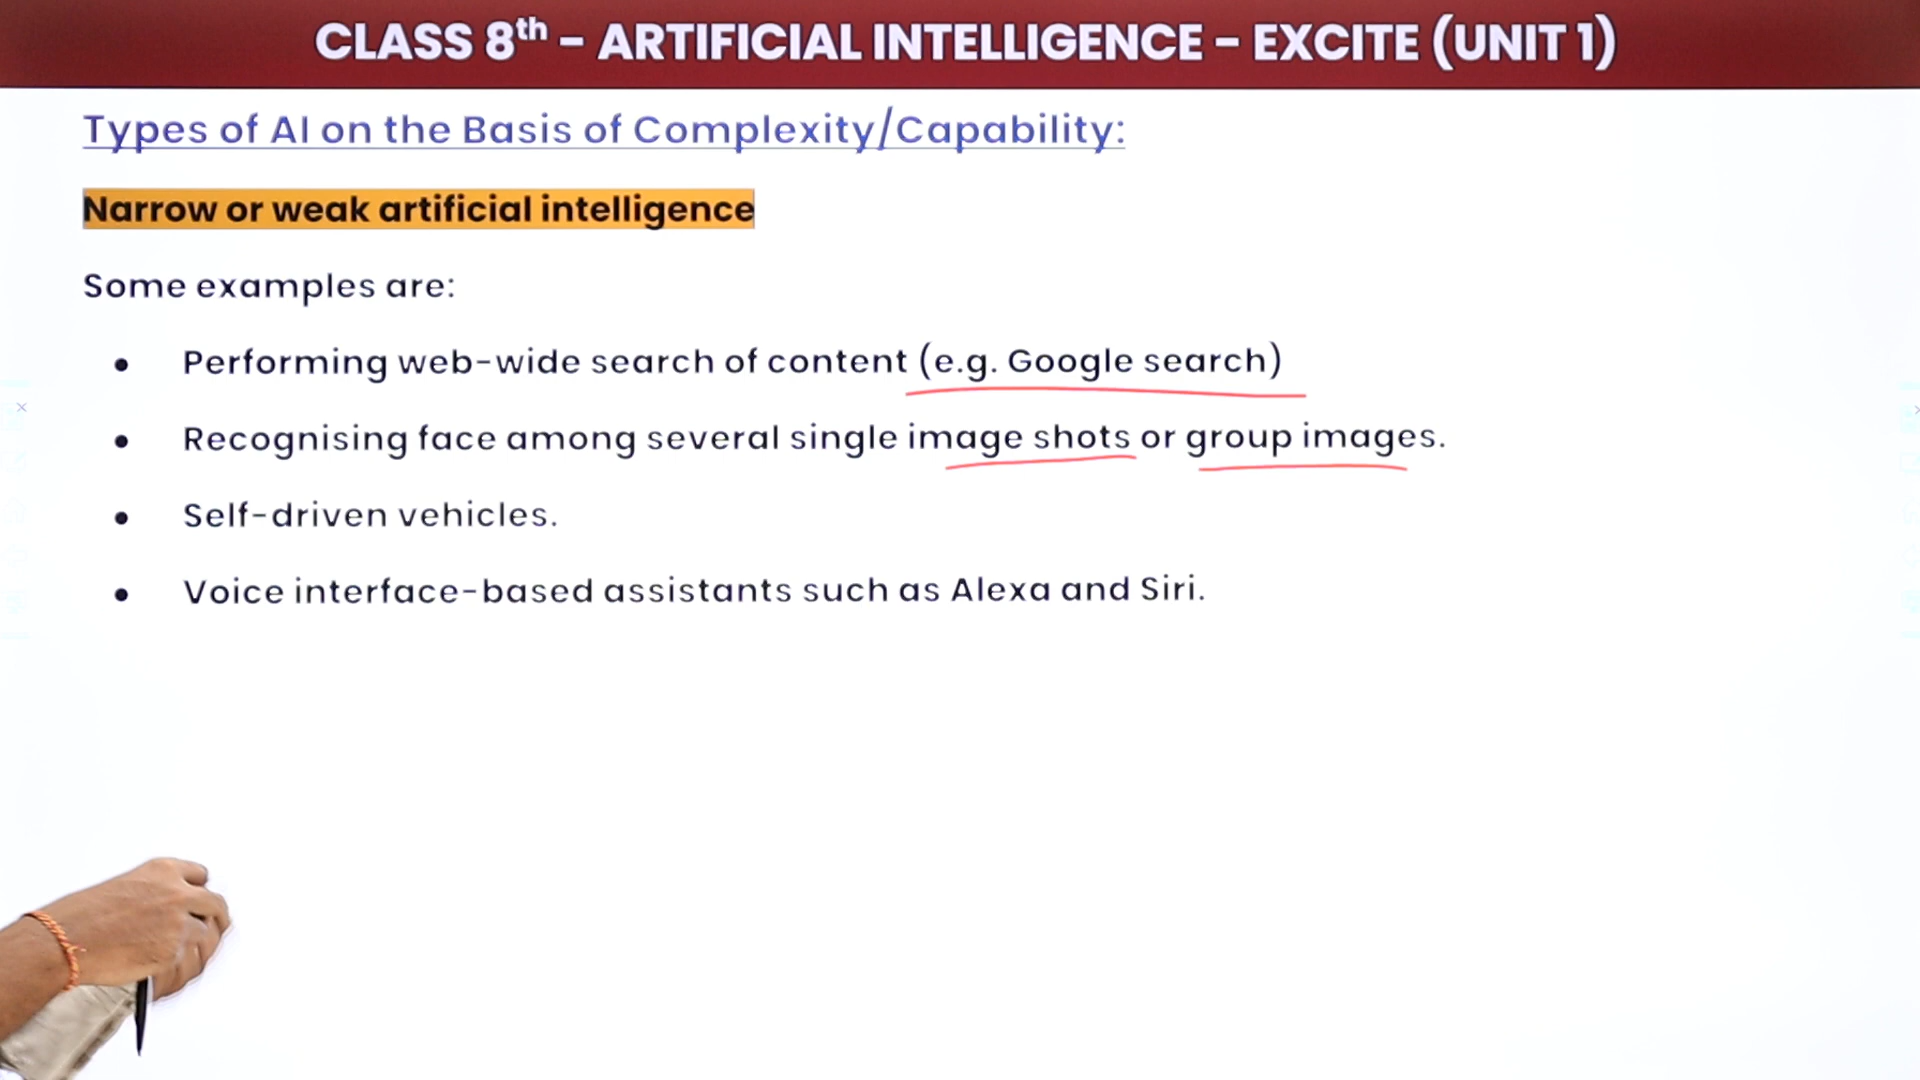 CLASS 8th - ARTIFICIAL INTELLIGENCE - EXCITE (UNIT 1)
Types of AI on the Basis of Complexity/Capability:
Narrow or weak artificial intelligence
Some examples are:
• Performing web-wide search of content (e.g. Google search)
• Recognising face among several single image shots or group images.
• Self-driven vehicles.
• Voice interface-based assistants such as Alexa and Siri.